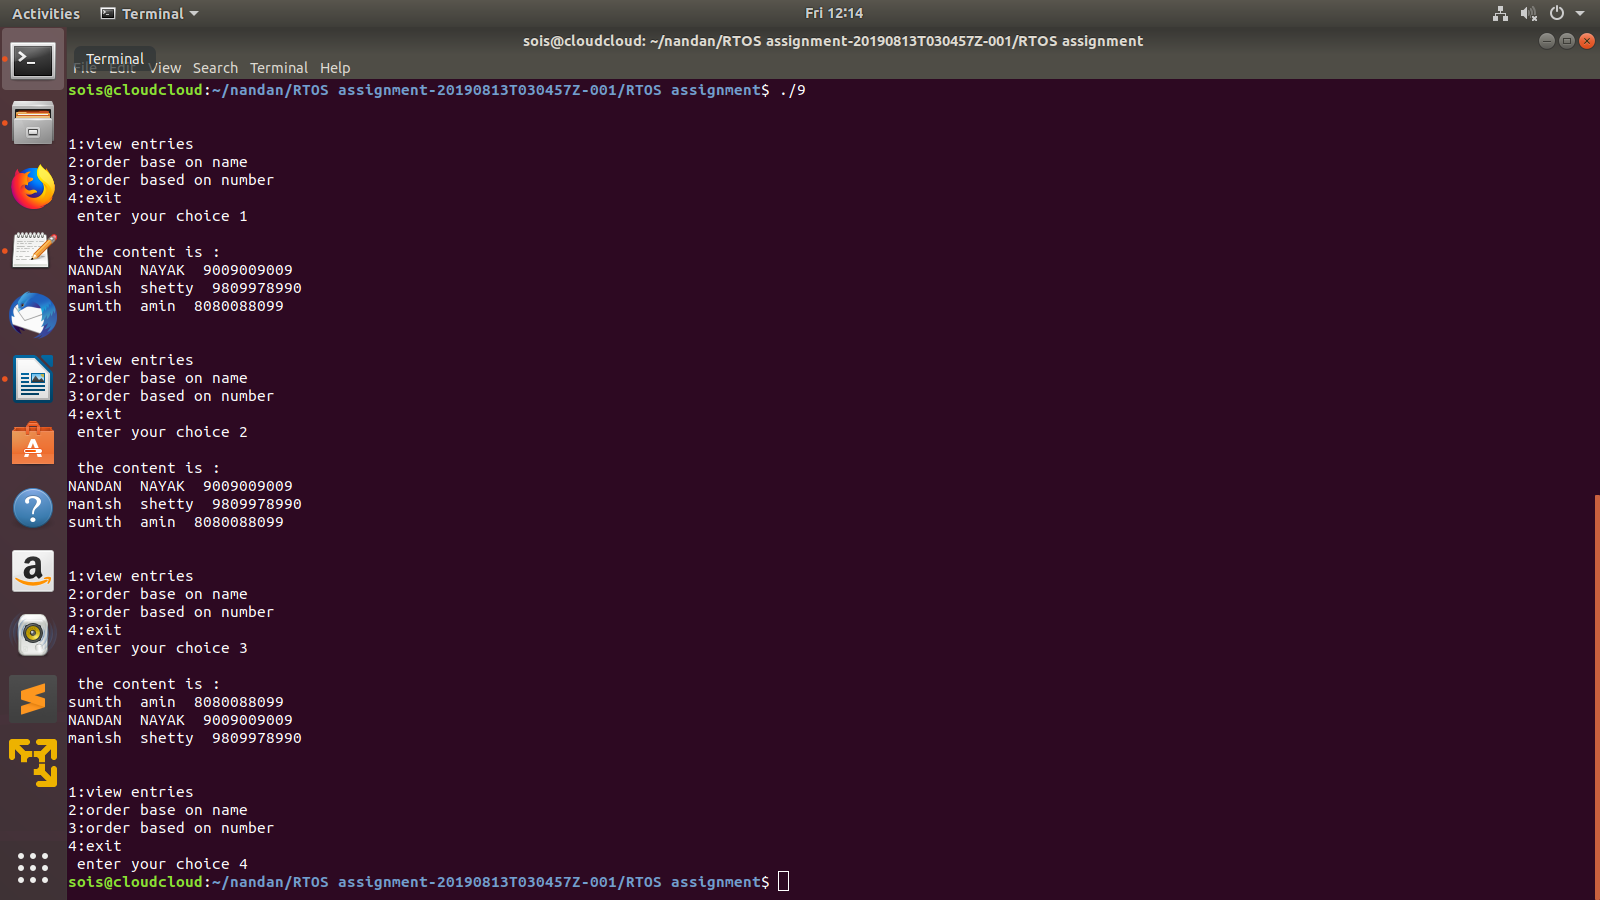 Activities Terminal Fri 12:14
sois@cloudcloud: ~/nandan/RTOS assignment-20190813T030457Z-001/RTOS assignment
Terminal
File Edit View Search Terminal Help
sois@cloudcloud:~/nandan/RTOS assignment-20190813T030457Z-001/RTOS assignment$ ./9
1:view entries
2:order base on name
3:order based on number
4:exit
enter your choice 1
the content is :
NANDAN  NAYAK  9009009009
manish  shetty  9809978990
sumith  amin  8080088099
1:view entries
2:order base on name
3:order based on number
4:exit
enter your choice 2
the content is :
NANDAN  NAYAK  9009009009
manish  shetty  9809978990
sumith  amin  8080088099
1:view entries
2:order base on name
3:order based on number
4:exit
enter your choice 3
the content is :
sumith  amin  8080088099
NANDAN  NAYAK  9009009009
manish  shetty  9809978990
1:view entries
2:order base on name
3:order based on number
4:exit
enter your choice 4
sois@cloudcloud:~/nandan/RTOS assignment-20190813T030457Z-001/RTOS assignment$